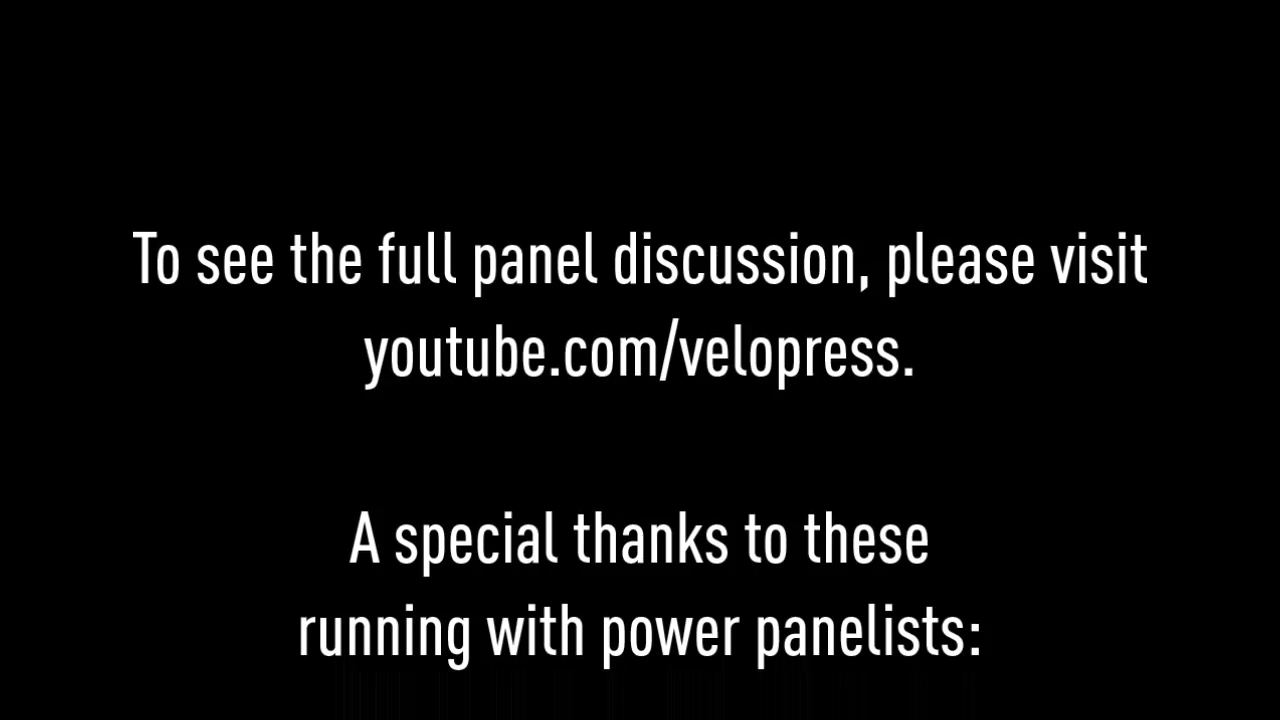 To see the full panel discussion, please visit
youtube.com/velopress.
A special thanks to these
running with power panelists: